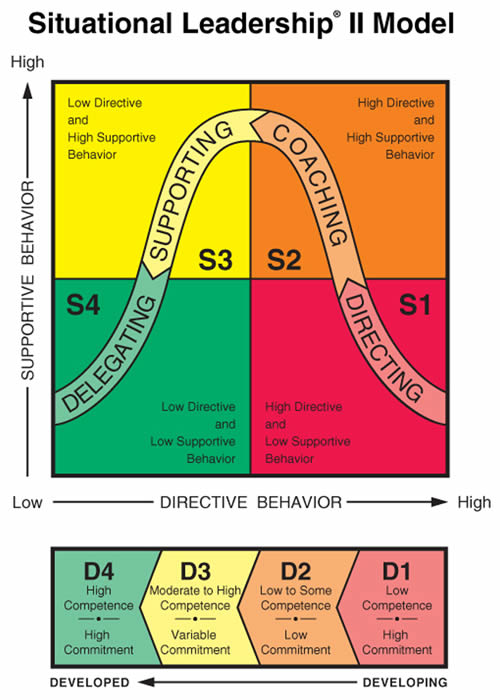 Situational Leadership® II Model
High
SUPPORTIVE BEHAVIOR
Low Directive
and
High Supportive
Behavior
High Directive
and
High Supportive
Behavior
SUPPORTING
COACHING
S3
S2
S4
S1
DELEGATING
DIRECTING
Low Directive
and
Low Supportive
Behavior
High Directive
and
Low Supportive
Behavior
Low
DIRECTIVE BEHAVIOR
High
D4
High
Competence
High
Commitment
D3
Moderate to High
Competence
Variable
Commitment
D2
Low to Some
Competence
Low
Commitment
D1
Low
Competence
High
Commitment
DEVELOPED
DEVELOPING